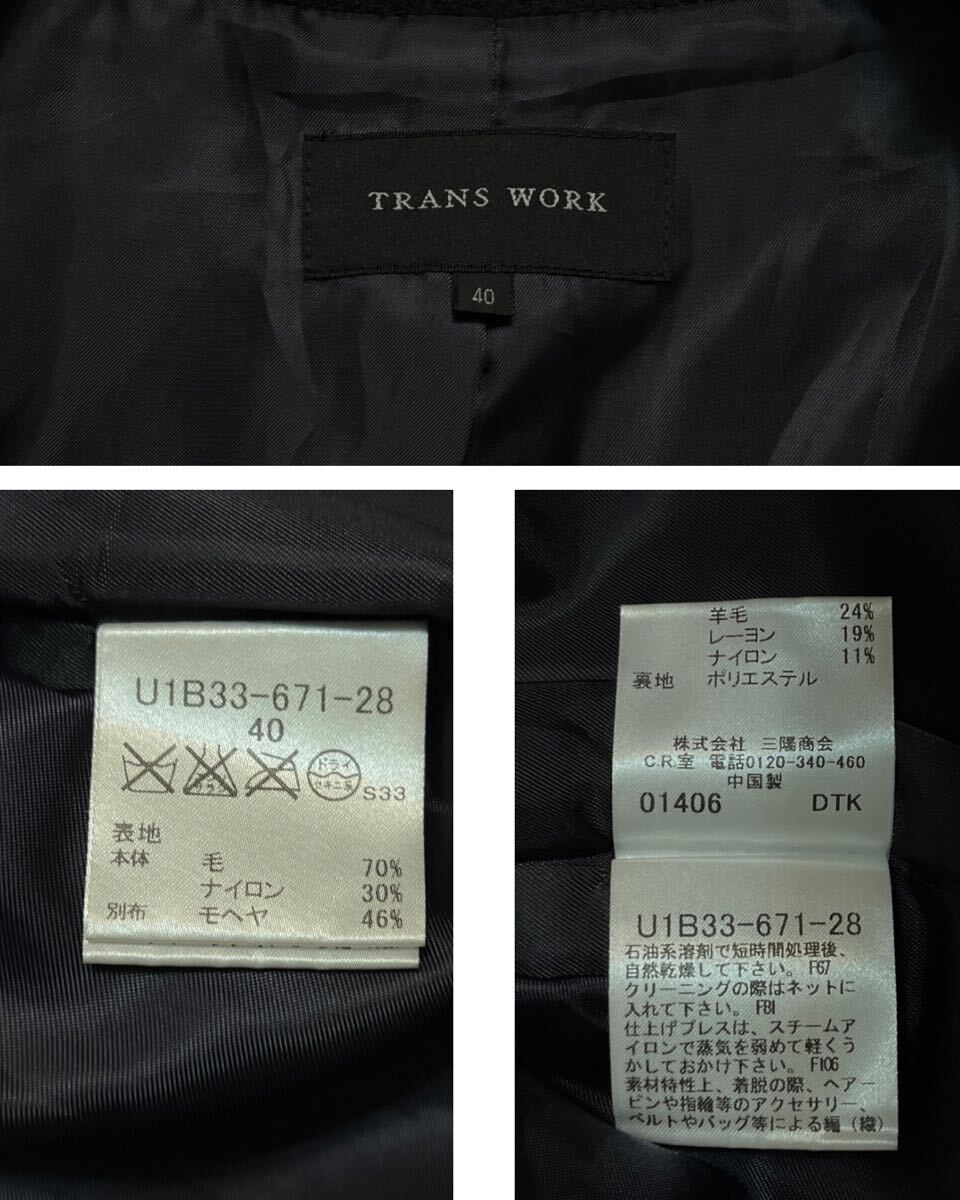 TRANS WORK
40
U1B33-671-28
40
ドライ
セキユ系
S33
表地
本体 毛 70%
ナイロン 30%
別布 モヘヤ 46%
羊毛 24%
レーヨン 19%
ナイロン 11%
裏地 ポリエステル
株式会社 三陽商会
C.R室 電話0120-340-460
中国製
01406 DTK
U1B33-671-28
石油系溶剤で短時間処理後、
自然乾燥して下さい。F67
クリーニングの際はネットに
入れて下さい。F81
仕上げプレスは、スチームア
イロンで蒸気を弱めて軽くう
かしておかけ下さい。F106
素材特性上、着脱の際、ヘアー
ピンや指輪等のアクセサリー、
ベルトやバッグ等による編(織)